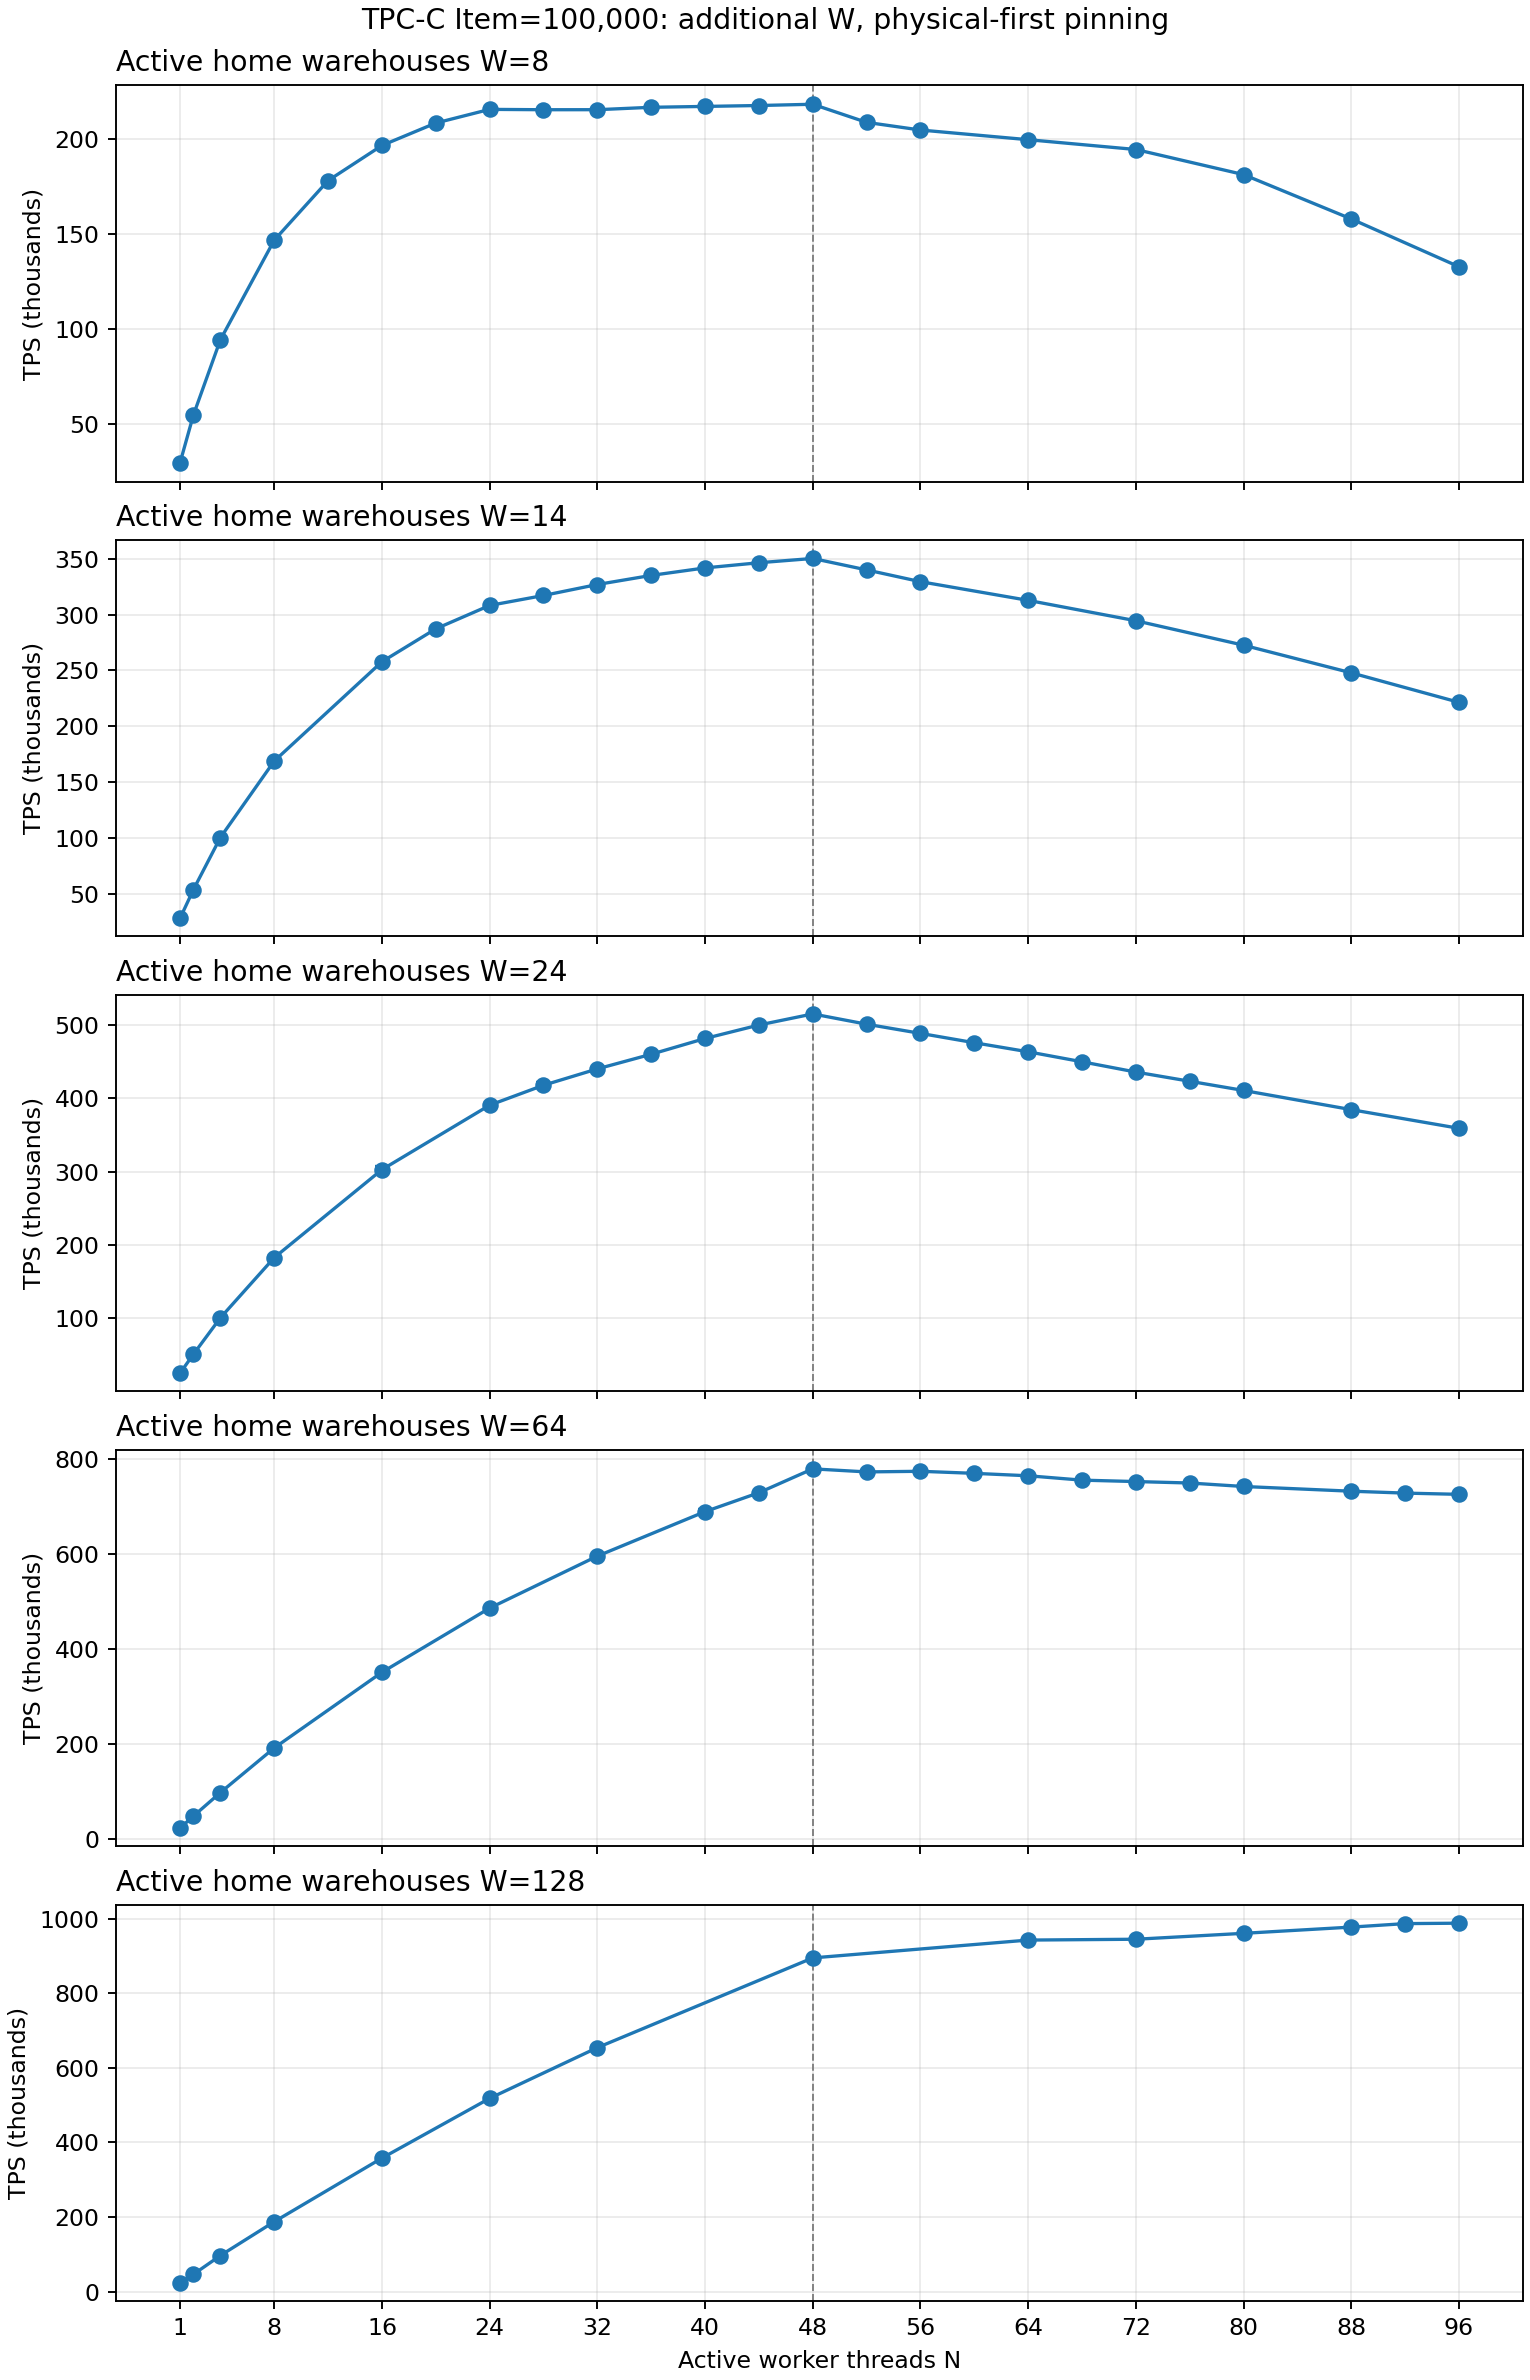 TPC-C Item=100,000: additional W, physical-first pinning
Active home warehouses W=8
TPS (thousands)
200
150
100
50
Active home warehouses W=14
TPS (thousands)
350
300
250
200
150
100
50
Active home warehouses W=24
TPS (thousands)
500
400
300
200
100
Active home warehouses W=64
TPS (thousands)
800
600
400
200
0
Active home warehouses W=128
TPS (thousands)
1000
800
600
400
200
0
1 8 16 24 32 40 48 56 64 72 80 88 96
Active worker threads N